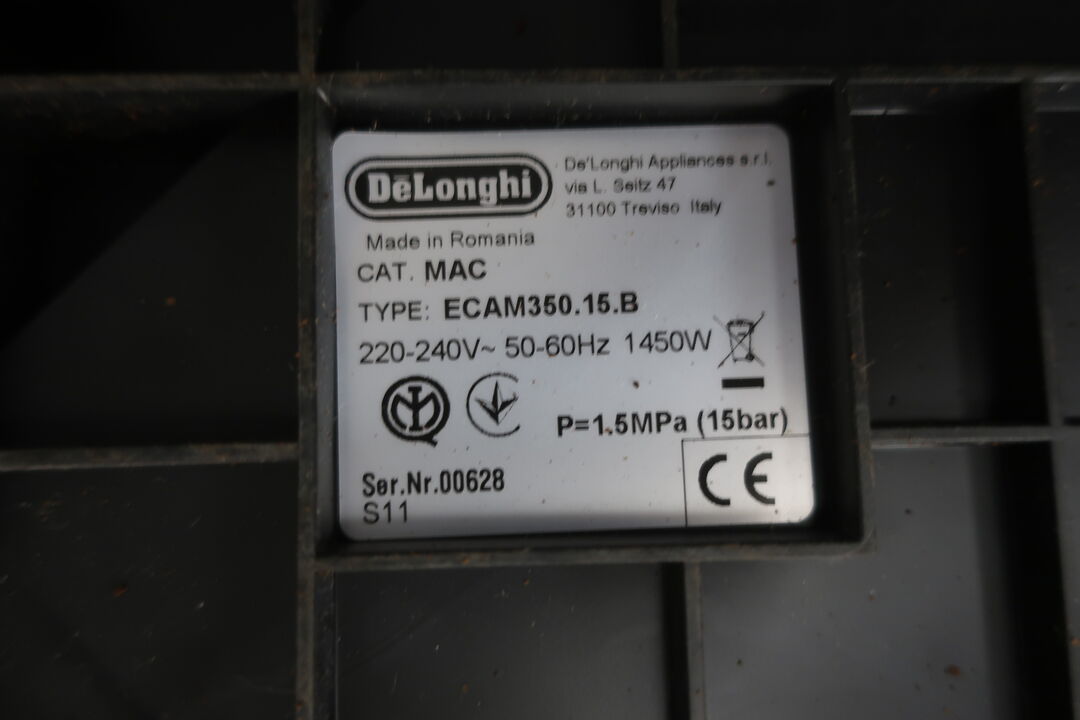 DeLonghi
De'Longhi Appliances s.r.l.
via L. Seitz 47
31100 Treviso Italy
Made in Romania
CAT. MAC
TYPE: ECAM350.15.B
220-240V~ 50-60Hz 1450W
P=1.5MPa (15bar)
Ser.Nr.00628
S11
CE